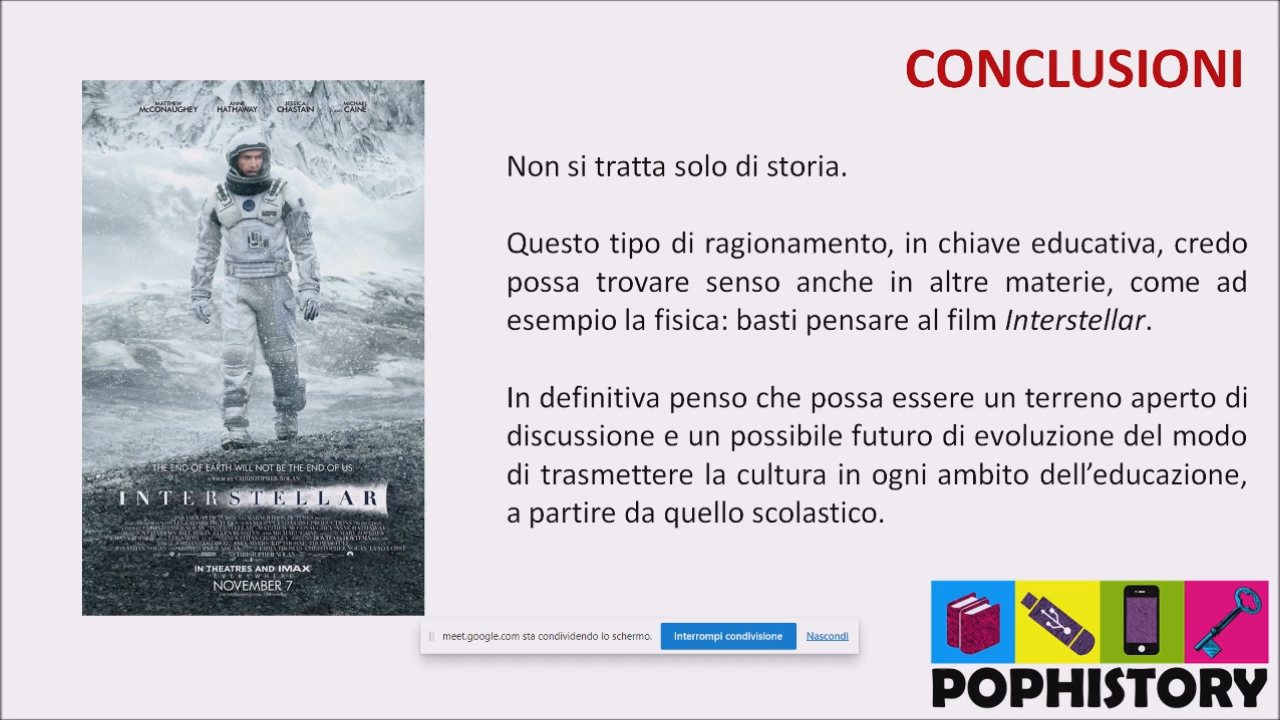 CONCLUSIONI
MATTHEW McCONAUGHEY ANNE HATHAWAY JESSICA CHASTAIN AND MICHAEL CAINE
THE END OF EARTH WILL NOT BE THE END OF US
A FILM BY CHRISTOPHER NOLAN
INTERSTELLAR
IN THEATRES AND IMAX
EVERYWHERE
NOVEMBER 7
Non si tratta solo di storia.
Questo tipo di ragionamento, in chiave educativa, credo
possa trovare senso anche in altre materie, come ad
esempio la fisica: basti pensare al film Interstellar.
In definitiva penso che possa essere un terreno aperto di
discussione e un possibile futuro di evoluzione del modo
di trasmettere la cultura in ogni ambito dell’educazione,
a partire da quello scolastico.
meet.google.com sta condividendo lo schermo. Interrompi condivisione Nascondi
POPHISTORY